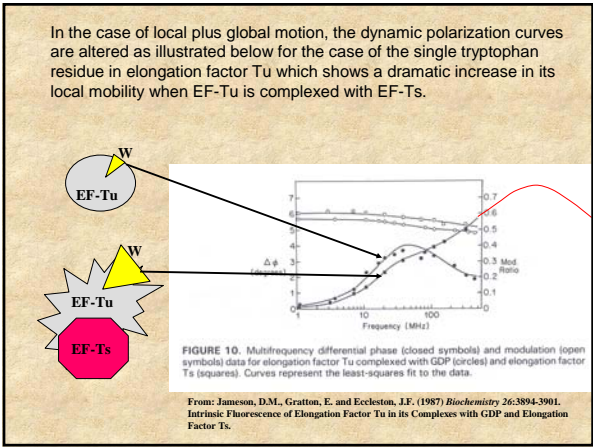 In the case of local plus global motion, the dynamic polarization curves
are altered as illustrated below for the case of the single tryptophan
residue in elongation factor Tu which shows a dramatic increase in its
local mobility when EF-Tu is complexed with EF-Ts.
W
EF-Tu
W
EF-Tu
EF-Ts
7
6
5
4
3
2
1
0
Δϕ
(degrees)
0.7
0.6
0.5
0.4
0.3
0.2
0.1
0
Mod.
Ratio
1 10 100
Frequency (MHz)
FIGURE 10. Multifrequency differential phase (closed symbols) and modulation (open
symbols) data for elongation factor Tu complexed with GDP (circles) and elongation factor
Ts (squares). Curves represent the least-squares fit to the data.
From: Jameson, D.M., Gratton, E. and Eccleston, J.F. (1987) Biochemistry 26:3894-3901.
Intrinsic Fluorescence of Elongation Factor Tu in its Complexes with GDP and Elongation
Factor Ts.